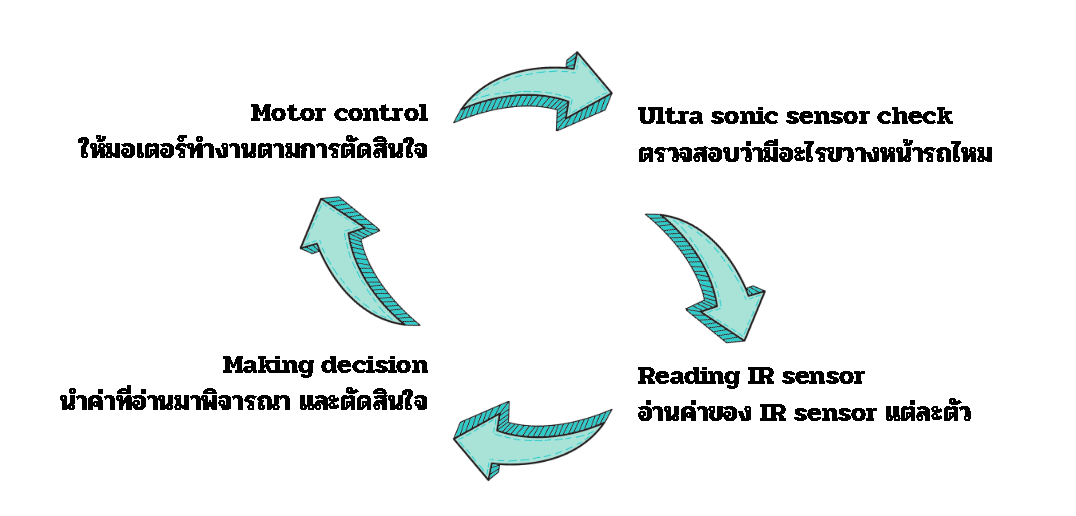 Motor control
ให้มอเตอร์ทำงานตามการตัดสินใจ
Ultra sonic sensor check
ตรวจสอบว่ามีอะไรขวางหน้ารถไหม
Making decision
นำค่าที่อ่านมาพิจารณา และตัดสินใจ
Reading IR sensor
อ่านค่าของ IR sensor แต่ละตัว